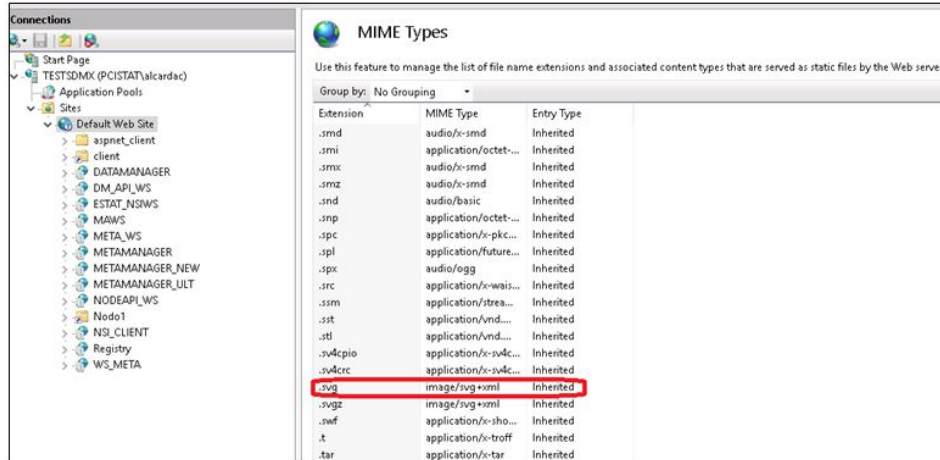 Connections
Start Page
TESTSDMX (PCISTAT\alcardac)
Application Pools
Sites
Default Web Site
aspnet_client
client
DATAMANAGER
DM_API_WS
ESTAT_NSIWS
MAWS
META_WS
METAMANAGER
METAMANAGER_NEW
METAMANAGER_ULT
NODEAPI_WS
Nodo1
NSI_CLIENT
Registry
WS_META
MIME Types
Use this feature to manage the list of file name extensions and associated content types that are served as static files by the Web serve
Group by: No Grouping
Extension MIME Type Entry Type
.smd audio/x-smd Inherited
.smi application/octet-... Inherited
.smx audio/x-smd Inherited
.smz audio/x-smd Inherited
.snd audio/basic Inherited
.snp application/octet-... Inherited
.spc application/x-pkc... Inherited
.spl application/future... Inherited
.spx audio/ogg Inherited
.src application/x-wais... Inherited
.ssm application/strea... Inherited
.sst application/vnd.... Inherited
.stl application/vnd.... Inherited
.sv4cpio application/x-sv4c... Inherited
.sv4crc application/x-sv4c... Inherited
.svg image/svg+xml Inherited
.svgz image/svg+xml Inherited
.swf application/x-sho... Inherited
.t application/x-troff Inherited
.tar application/x-tar Inherited